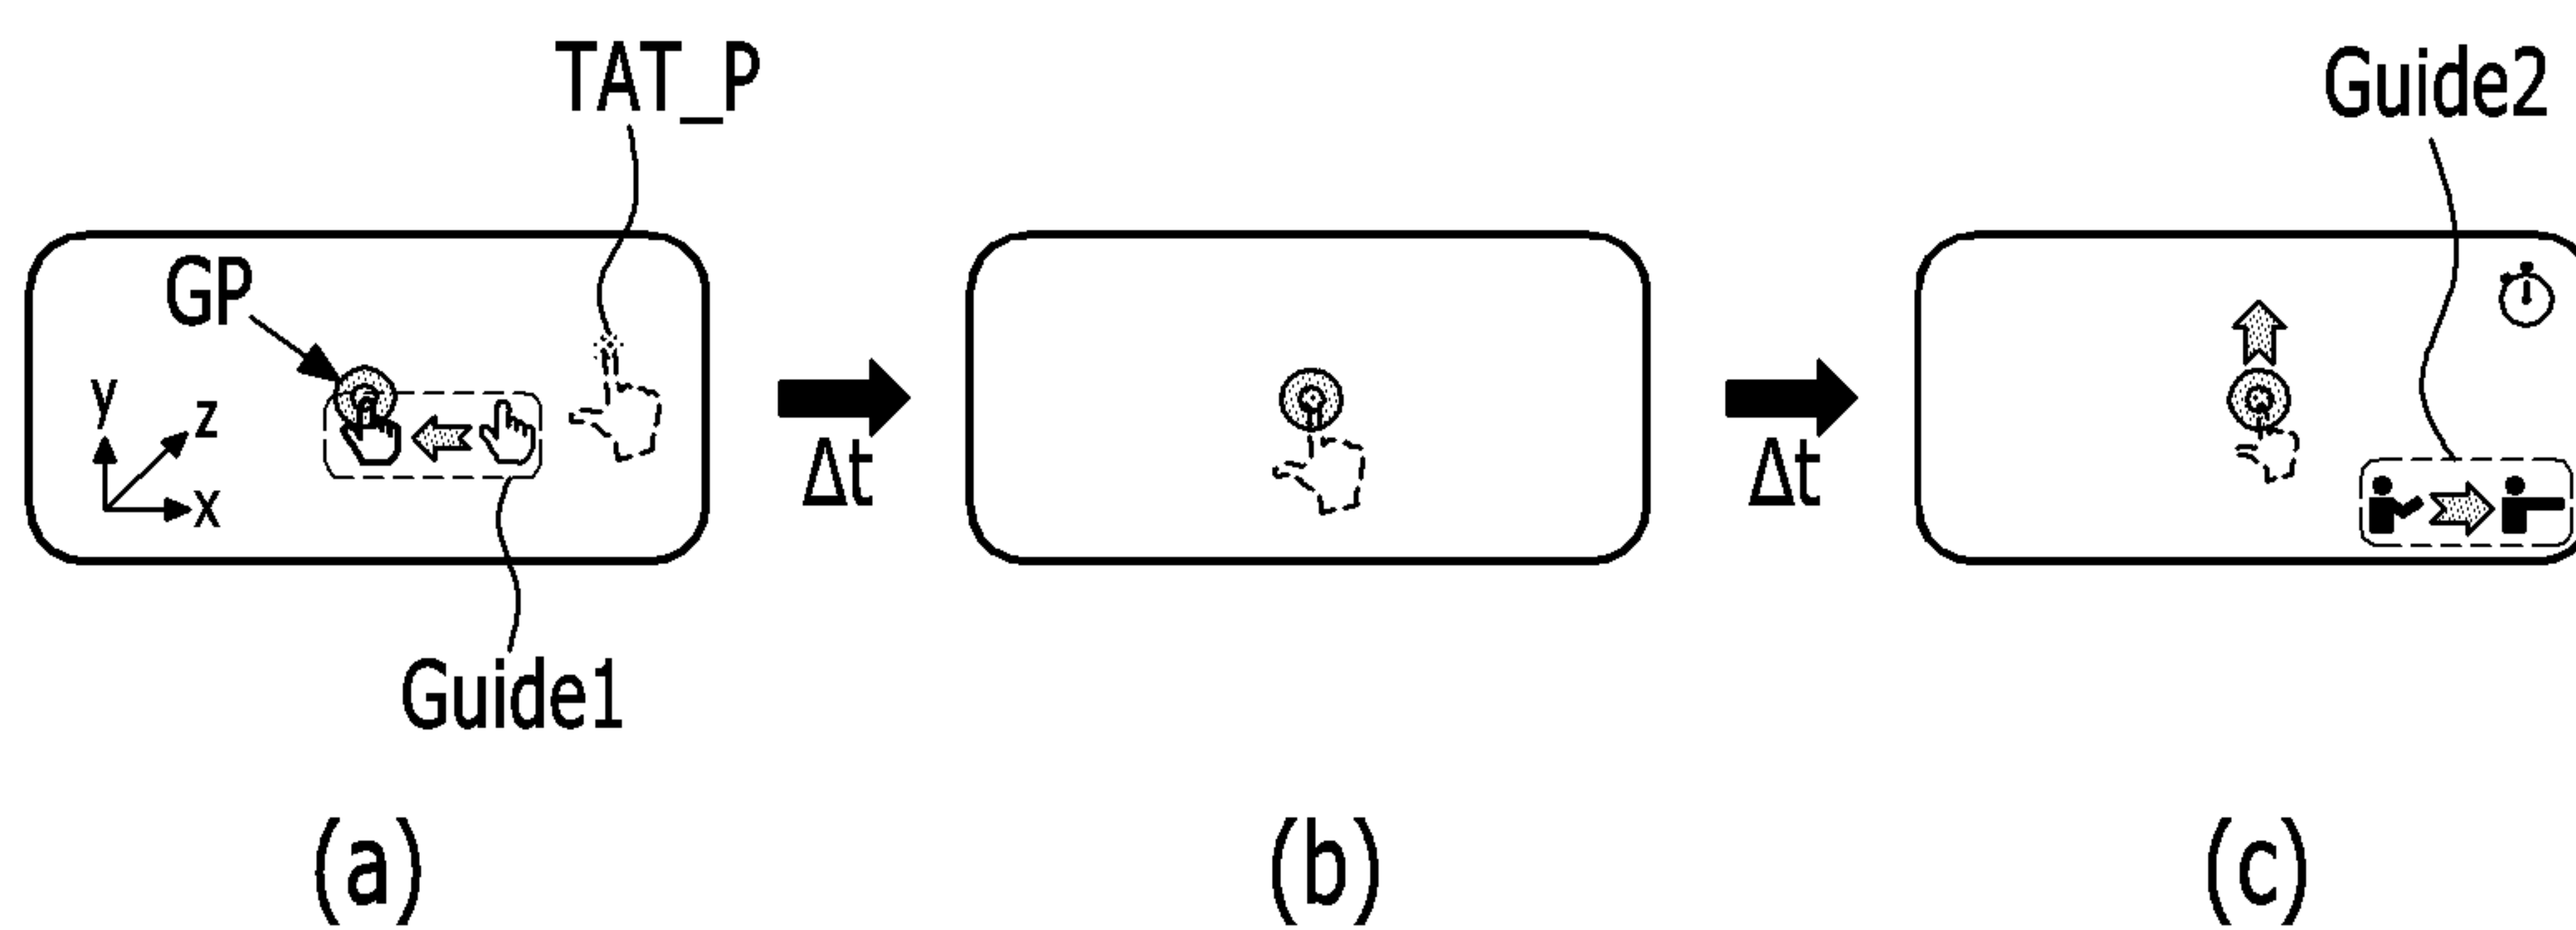 TAT_P
Guide2
GP
y
z
x
Δt
Δt
Guide1
(a)
(b)
(c)